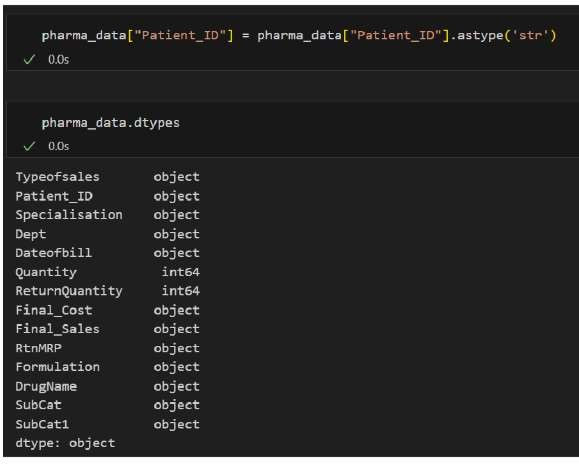 pharma_data["Patient_ID"] = pharma_data["Patient_ID"].astype('str')
✓ 0.0s
pharma_data.dtypes
✓ 0.0s
Typeofsales object
Patient_ID object
Specialisation object
Dept object
Dateofbill object
Quantity int64
ReturnQuantity int64
Final_Cost object
Final_Sales object
RtnMRP object
Formulation object
DrugName object
SubCat object
SubCat1 object
dtype: object